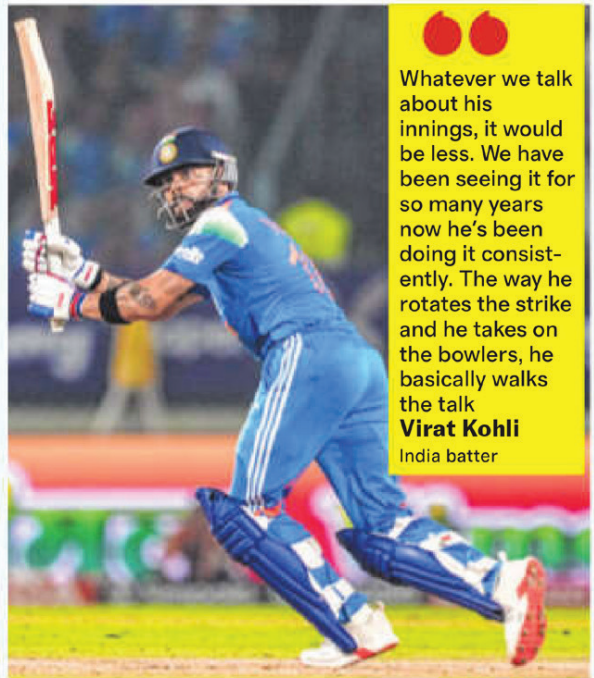 Whatever we talk
about his
innings, it would
be less. We have
been seeing it for
so many years
now he's been
doing it consist-
ently. The way he
rotates the strike
and he takes on
the bowlers, he
basically walks
the talk
Virat Kohli
India batter